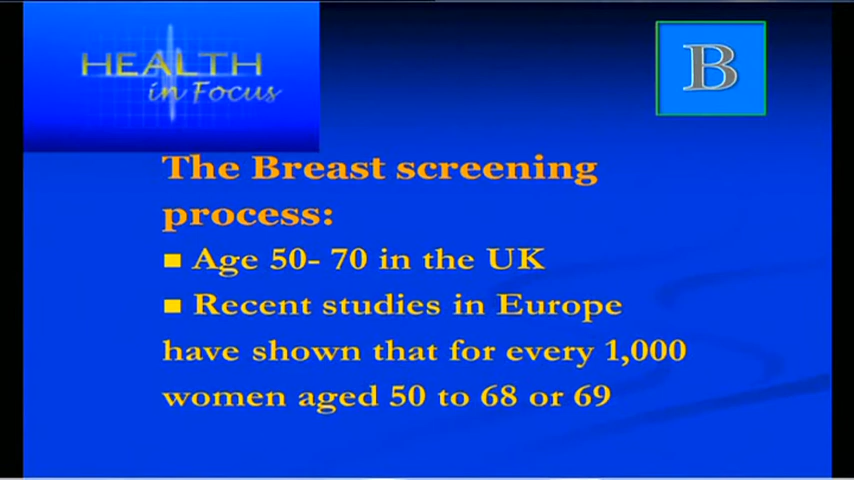 HEALTH
in Focus
B
The Breast screening
process:
■ Age 50- 70 in the UK
■ Recent studies in Europe
have shown that for every 1,000
women aged 50 to 68 or 69